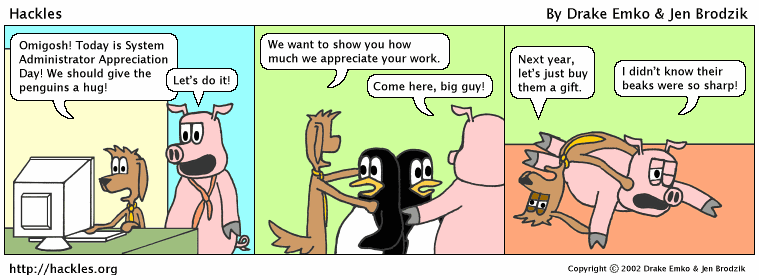 Hackles
By Drake Emko & Jen Brodzik
Omigosh! Today is System
Administrator Appreciation
Day! We should give the
penguins a hug!
Let's do it!
We want to show you how
much we appreciate your work.
Come here, big guy!
Next year,
let's just buy
them a gift.
I didn't know their
beaks were so sharp!
http://hackles.org
Copyright © 2002 Drake Emko & Jen Brodzik